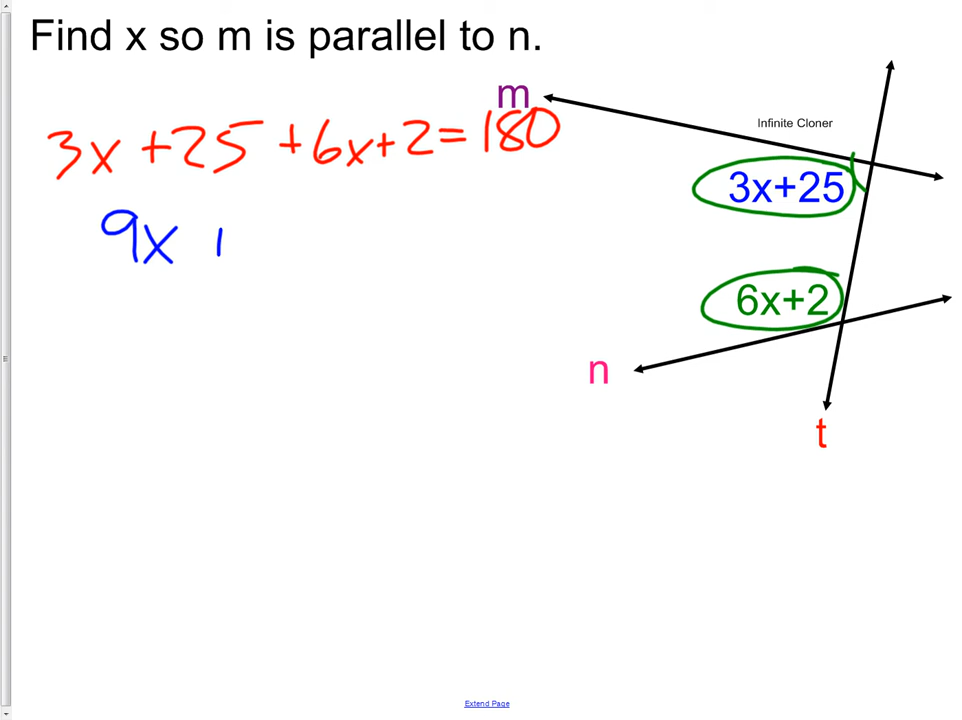 Find x so m is parallel to n.
m
Infinite Cloner
3x + 25 + 6x + 2 = 180
3x+25
9x
6x+2
n
t
Extend Page